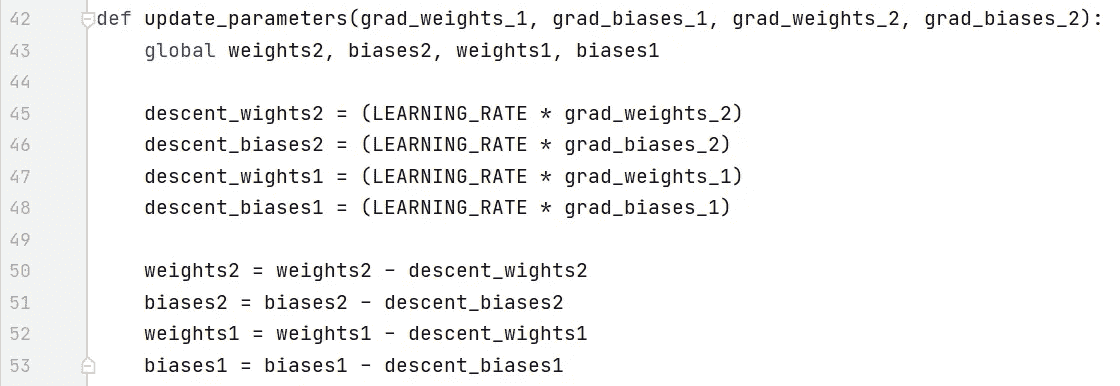 42 def update_parameters(grad_weights_1, grad_biases_1, grad_weights_2, grad_biases_2):
43     global weights2, biases2, weights1, biases1
44
45     descent_wights2 = (LEARNING_RATE * grad_weights_2)
46     descent_biases2 = (LEARNING_RATE * grad_biases_2)
47     descent_wights1 = (LEARNING_RATE * grad_weights_1)
48     descent_biases1 = (LEARNING_RATE * grad_biases_1)
49
50     weights2 = weights2 - descent_wights2
51     biases2 = biases2 - descent_biases2
52     weights1 = weights1 - descent_wights1
53     biases1 = biases1 - descent_biases1